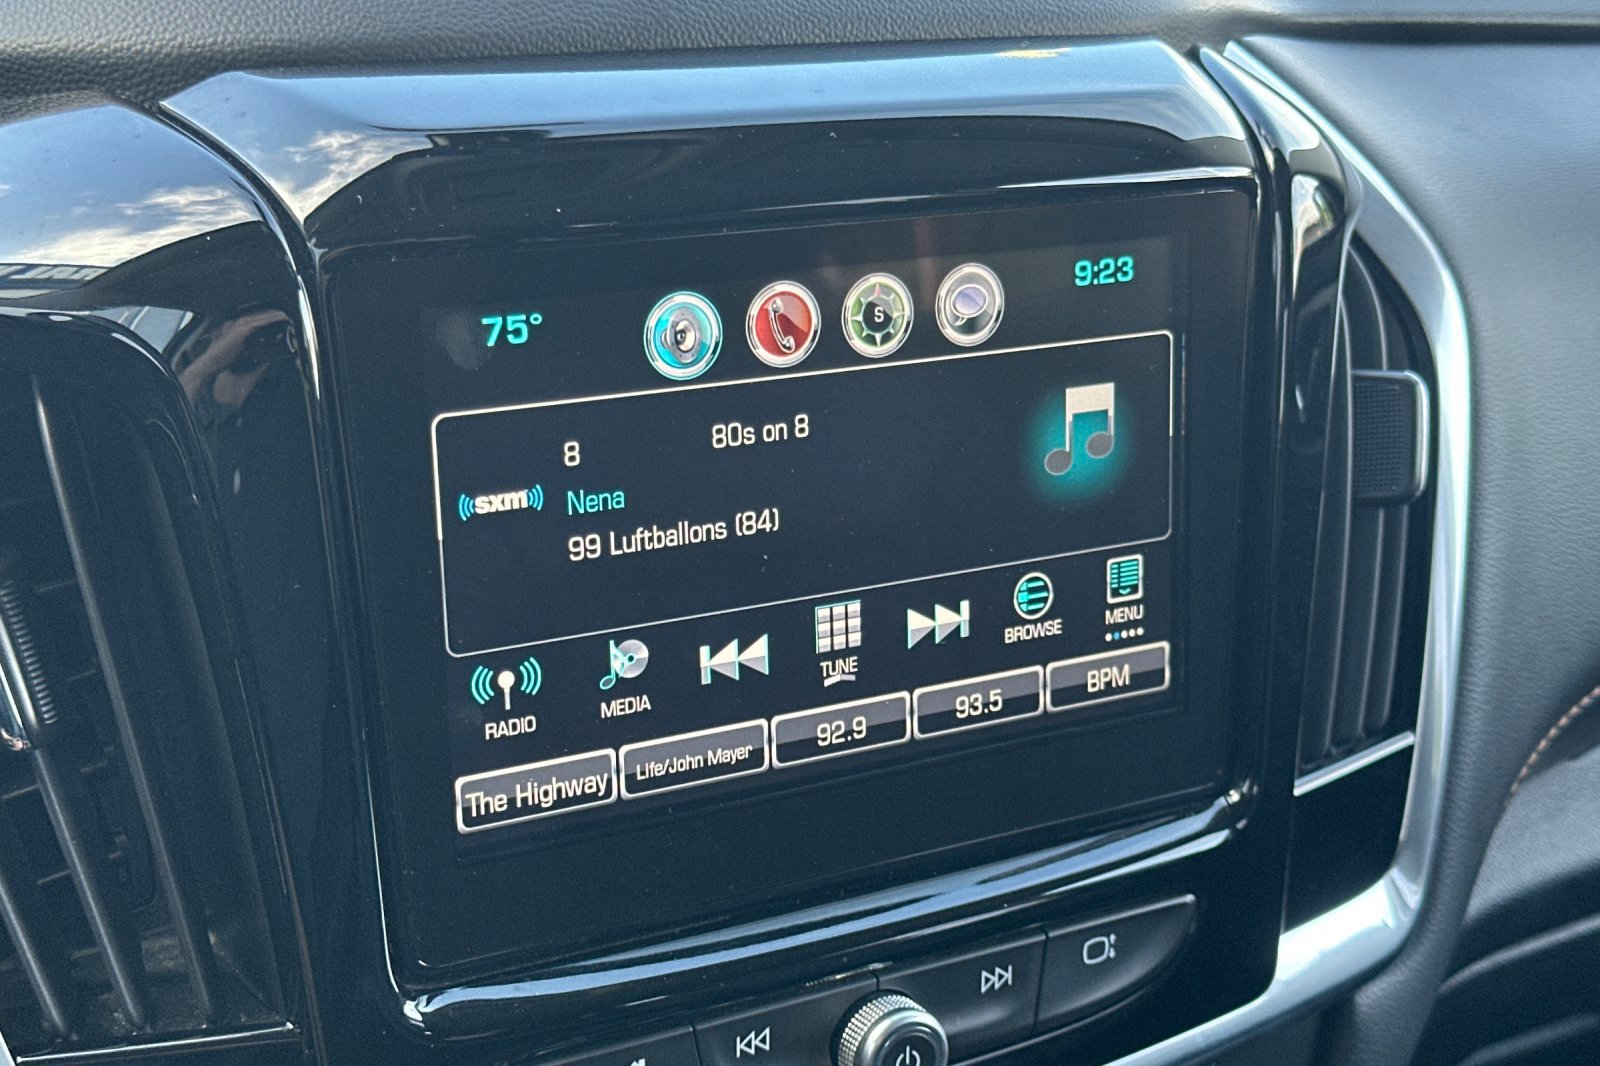 75°
S
9:23
8
80s on 8
sxm
Nena
99 Luftballons (84)
RADIO
MEDIA
TUNE
BROWSE
MENU
The Highway
Life/John Mayer
92.9
93.5
BPM